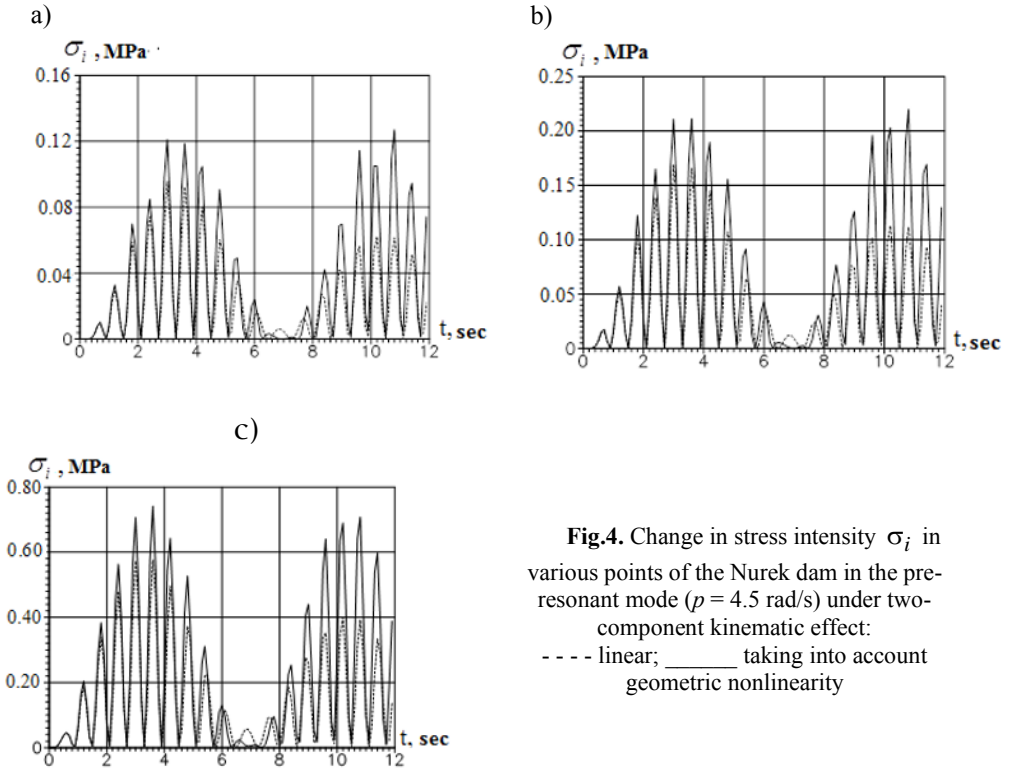 a)
σi , MPa
0.16
0.12
0.08
0.04
0
0 2 4 6 8 10 12
t, sec
b)
σi , MPa
0.25
0.20
0.15
0.10
0.05
0
0 2 4 6 8 10 12
t, sec
c)
σi , MPa
0.80
0.60
0.40
0.20
0
0 2 4 6 8 10 12
t, sec
Fig.4. Change in stress intensity σi in
various points of the Nurek dam in the pre-
resonant mode (p = 4.5 rad/s) under two-
component kinematic effect:
- - - - linear; ______ taking into account
geometric nonlinearity